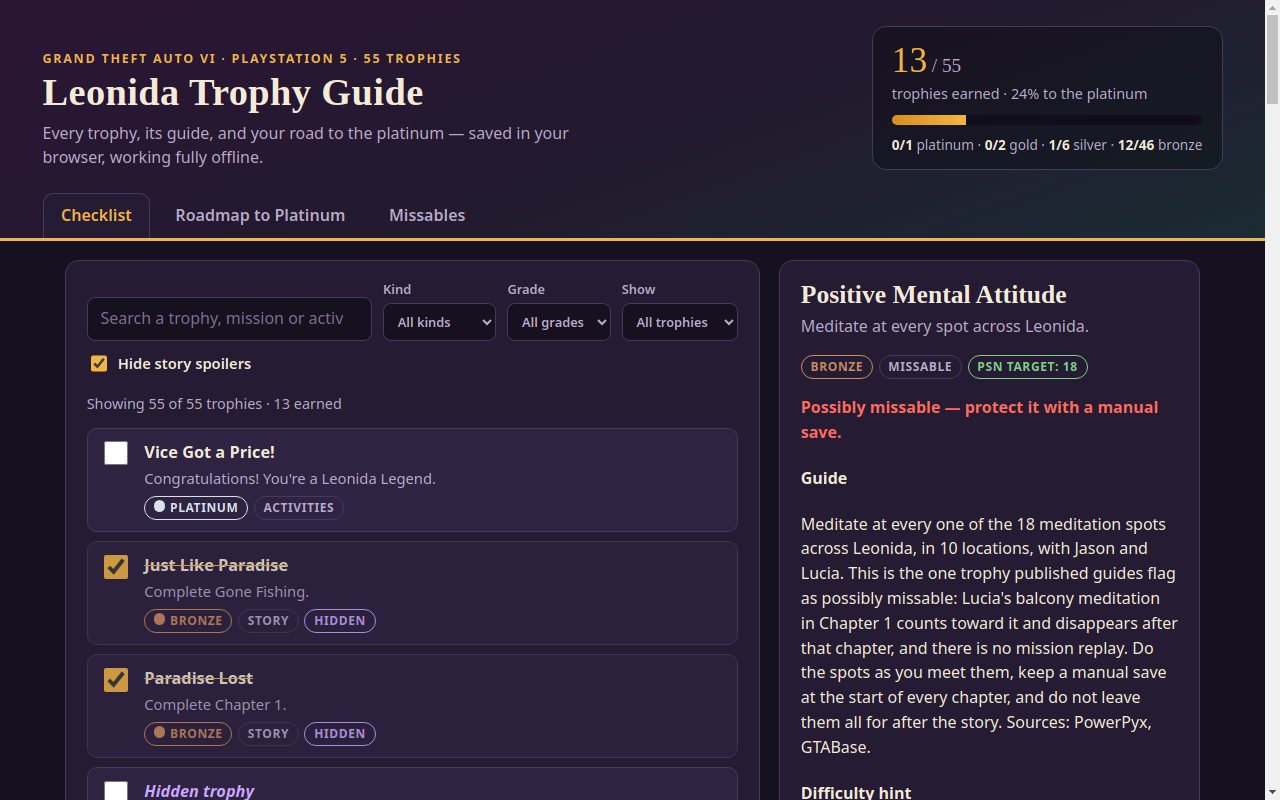 GRAND THEFT AUTO VI · PLAYSTATION 5 · 55 TROPHIES
Leonida Trophy Guide
Every trophy, its guide, and your road to the platinum — saved in your
browser, working fully offline.
13 / 55
trophies earned · 24% to the platinum
0/1 platinum · 0/2 gold · 1/6 silver · 12/46 bronze
Checklist
Roadmap to Platinum
Missables
Kind
Grade
Show
Search a trophy, mission or activ
All kinds
All grades
All trophies
Hide story spoilers
Showing 55 of 55 trophies · 13 earned
Vice Got a Price!
Congratulations! You're a Leonida Legend.
PLATINUM
ACTIVITIES
Just Like Paradise
Complete Gone Fishing.
BRONZE
STORY
HIDDEN
Paradise Lost
Complete Chapter 1.
BRONZE
STORY
HIDDEN
Hidden trophy
Positive Mental Attitude
Meditate at every spot across Leonida.
BRONZE
MISSABLE
PSN TARGET: 18
Possibly missable — protect it with a manual
save.
Guide
Meditate at every one of the 18 meditation spots
across Leonida, in 10 locations, with Jason and
Lucia. This is the one trophy published guides flag
as possibly missable: Lucia's balcony meditation
in Chapter 1 counts toward it and disappears after
that chapter, and there is no mission replay. Do
the spots as you meet them, keep a manual save
at the start of every chapter, and do not leave
them all for after the story. Sources: PowerPyx,
GTABase.
Difficulty hint